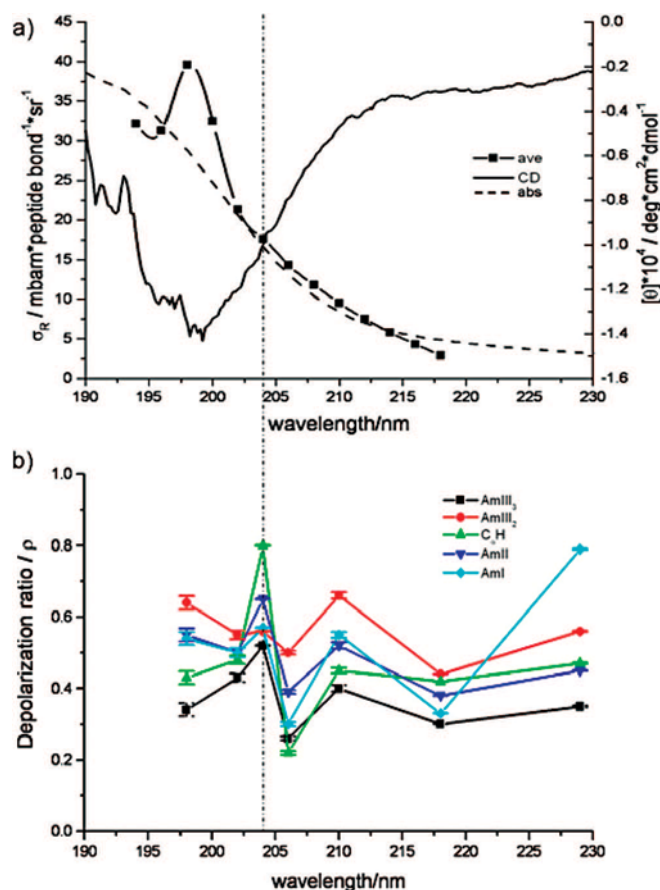 a)
45
40
35
30
25
20
15
10
5
0
σR / mbarn*peptide bond⁻¹*sr⁻¹
0.0
-0.2
-0.4
-0.6
-0.8
-1.0
-1.2
-1.4
-1.6
[θ]*10⁴ / deg*cm²*dmol⁻¹
ave
CD
abs
190 195 200 205 210 215 220 225 230
wavelength/nm
b)
1.0
0.8
0.6
0.4
0.2
0.0
Depolarization ratio / ρ
AmIII₃
AmIII₂
CαH
AmII
AmI
190 195 200 205 210 215 220 225 230
wavelength/nm